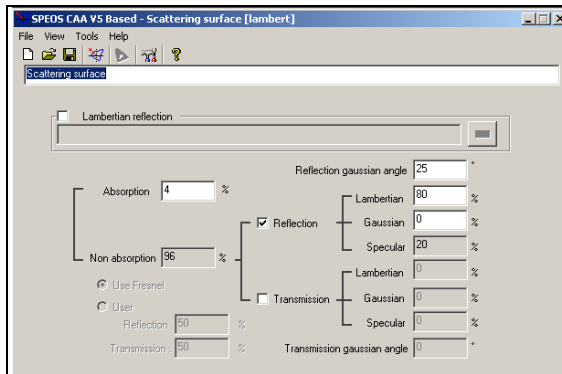 SPEOS CAA V5 Based - Scattering surface [lambert]
File View Tools Help
Scattering surface
Lambertian reflection
Reflection gaussian angle 25 °
Absorption 4 %
Lambertian 80 %
Reflection Gaussian 0 %
Specular 20 %
Non absorption 96 %
Lambertian 0 %
Use Fresnel
Transmission Gaussian 0 %
User
Specular 0 %
Reflection 50 %
Transmission : 50 %
Transmission gaussian angle 0 °